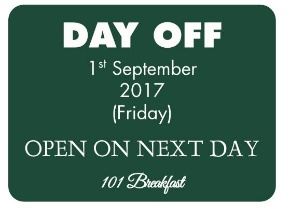 DAY OFF
1st September
2017
(Friday)
OPEN ON NEXT DAY
101 Breakfast